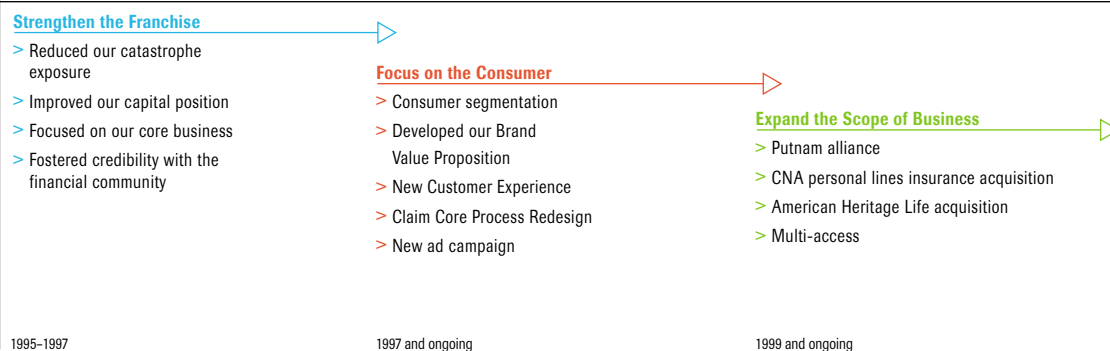 Strengthen the Franchise
> Reduced our catastrophe
exposure
> Improved our capital position
> Focused on our core business
> Fostered credibility with the
financial community
1995–1997
Focus on the Consumer
> Consumer segmentation
> Developed our Brand
Value Proposition
> New Customer Experience
> Claim Core Process Redesign
> New ad campaign
1997 and ongoing
Expand the Scope of Business
> Putnam alliance
> CNA personal lines insurance acquisition
> American Heritage Life acquisition
> Multi-access
1999 and ongoing